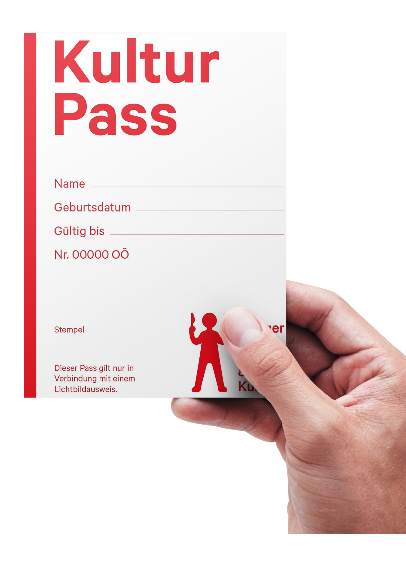 Kultur
Pass
Name
Geburtsdatum
Gültig bis
Nr. 00000 OÖ
Stempel
Dieser Pass gilt nur in
Verbindung mit einem
Lichtbildausweis.